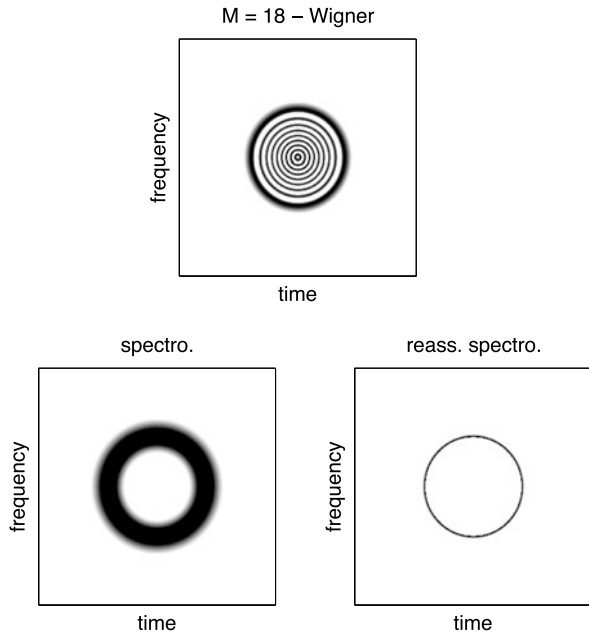 M = 18 – Wigner
frequency
time
spectro.
frequency
time
reass. spectro.
frequency
time